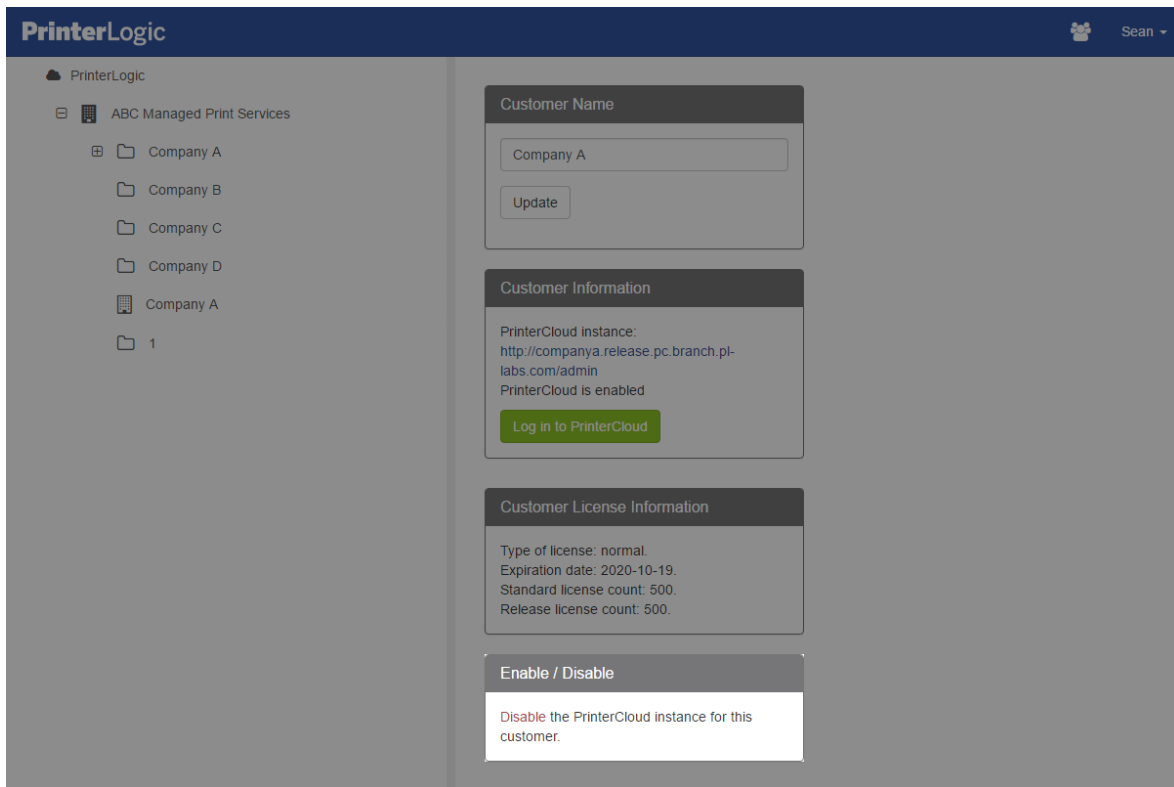 PrinterLogic
Sean
PrinterLogic
ABC Managed Print Services
Company A
Company B
Company C
Company D
Company A
1
Customer Name
Company A
Update
Customer Information
PrinterCloud instance:
http://companya.release.pc.branch.pl-
labs.com/admin
PrinterCloud is enabled
Log in to PrinterCloud
Customer License Information
Type of license: normal.
Expiration date: 2020-10-19.
Standard license count: 500.
Release license count: 500.
Enable / Disable
Disable the PrinterCloud instance for this
customer.